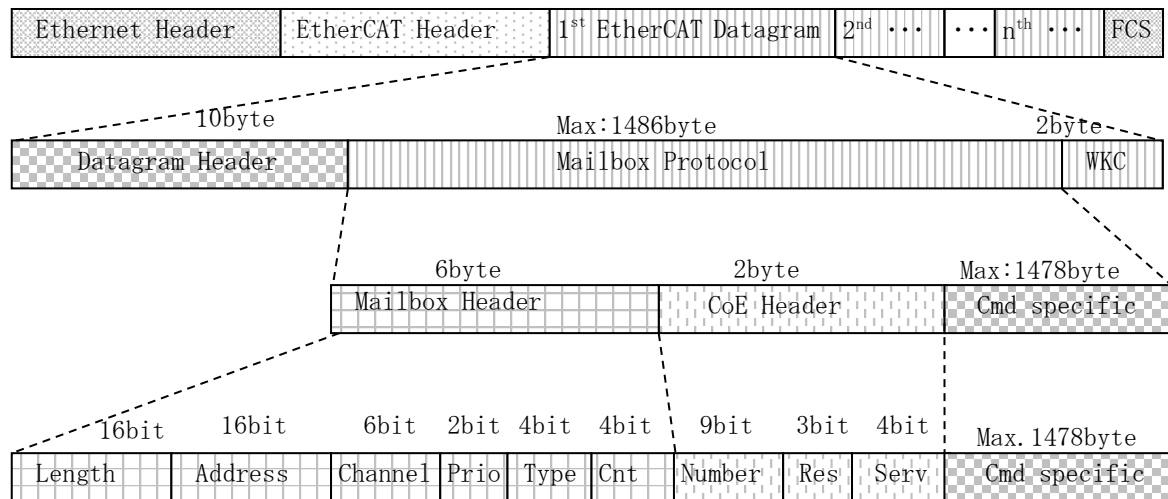 Ethernet Header EtherCAT Header 1st EtherCAT Datagram 2nd ··· ··· nth ··· FCS
10byte Max:1486byte 2byte
Datagram Header Mailbox Protocol WKC
6byte 2byte Max:1478byte
Mailbox Header CoE Header Cmd specific
16bit 16bit 6bit 2bit 4bit 4bit 9bit 3bit 4bit Max.1478byte
Length Address Channel Prio Type Cnt Number Res Serv Cmd specific